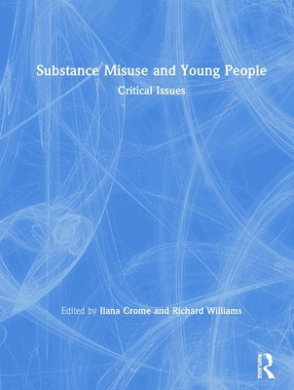 Substance Misuse and Young People
Critical Issues
Edited by Ilana Crome and Richard Williams